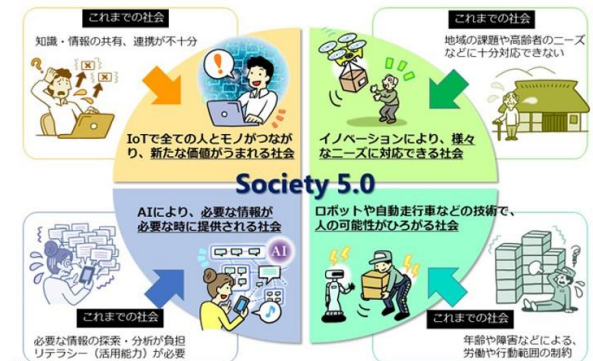 これまでの社会
知識・情報の共有、連携が不十分
IoTで全ての人とモノがつなが
り、新たな価値がうまれる社会
これまでの社会
地域の課題や高齢者のニーズ
などに十分対応できない
イノベーションにより、様々
なニーズに対応できる社会
Society 5.0
AIにより、必要な情報が
必要な時に提供される社会
AI
これまでの社会
必要な情報の探索・分析が負担
リテラシー（活用能力）が必要
ロボットや自動走行車などの技術で、
人の可能性がひろがる社会
これまでの社会
年齢や障害などによる、
労働や行動範囲の制約